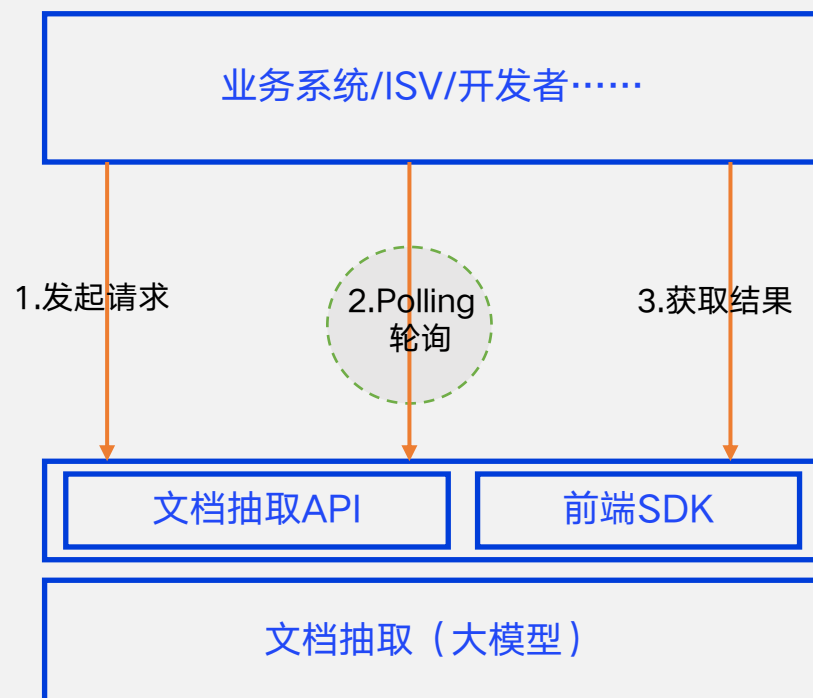 业务系统/ISV/开发者……
1.发起请求
2.Polling
轮询
3.获取结果
文档抽取API
前端SDK
文档抽取（大模型）